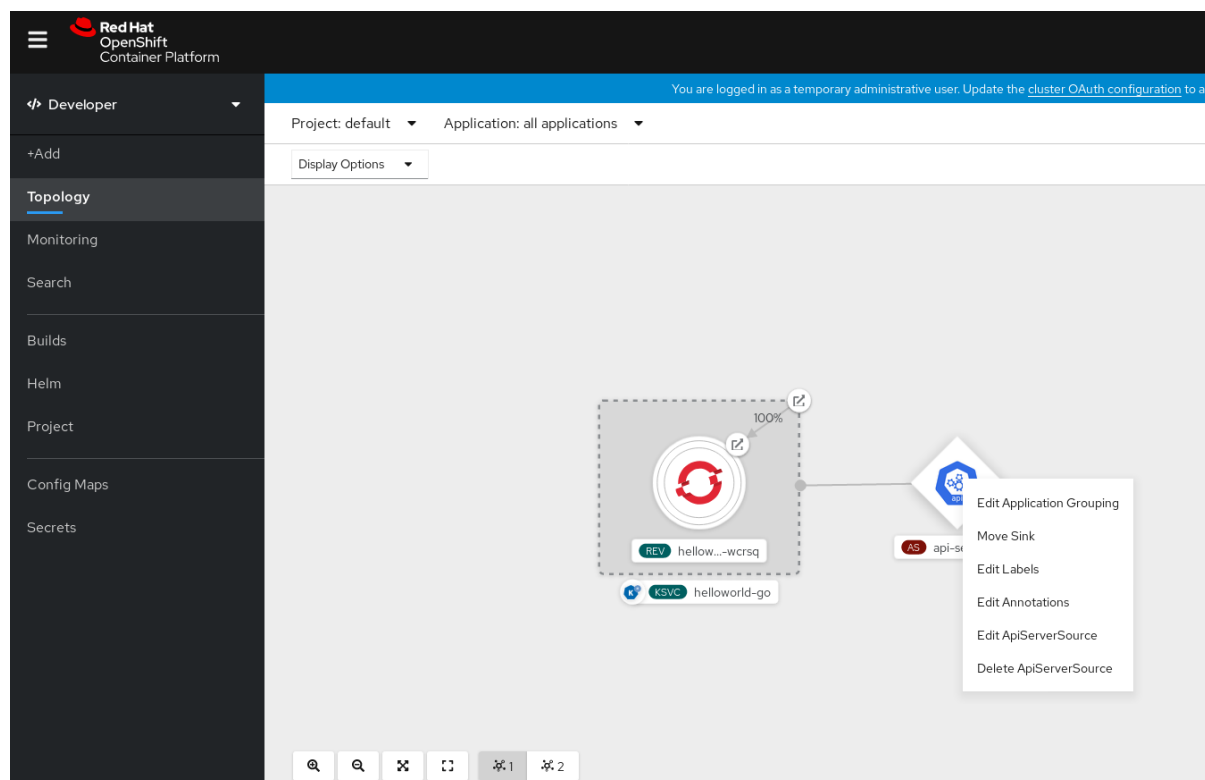 Red Hat
OpenShift
Container Platform
Developer
You are logged in as a temporary administrative user. Update the cluster OAuth configuration to a
Project: default
Application: all applications
+Add
Display Options
Topology
Monitoring
Search
Builds
Helm
Project
Config Maps
Secrets
100%
REV hellow...-wcrsq
KSVC helloworld-go
api
AS api-se
Edit Application Grouping
Move Sink
Edit Labels
Edit Annotations
Edit ApiServerSource
Delete ApiServerSource
1
2